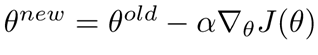 θ^{new} = θ^{old} − α∇_θ J(θ)